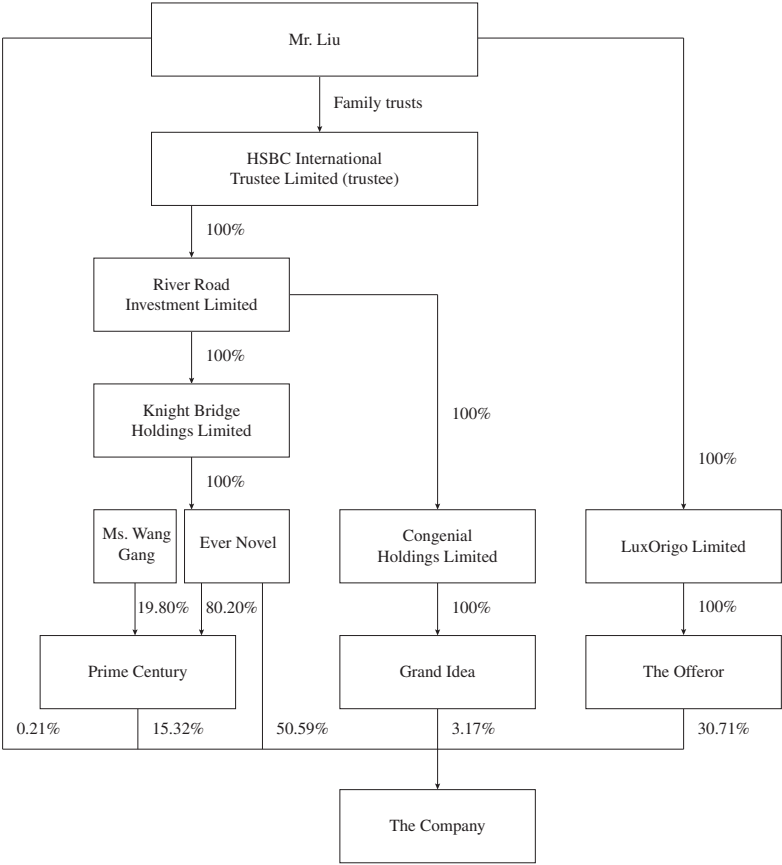 Mr. Liu
Family trusts
HSBC International
Trustee Limited (trustee)
100%
River Road
Investment Limited
100%
Knight Bridge
Holdings Limited
100%
100%
100%
Ms. Wang
Gang
Ever Novel
Congenial
Holdings Limited
LuxOrigo Limited
19.80%
80.20%
100%
100%
Prime Century
Grand Idea
The Offeror
0.21%
15.32%
50.59%
3.17%
30.71%
The Company